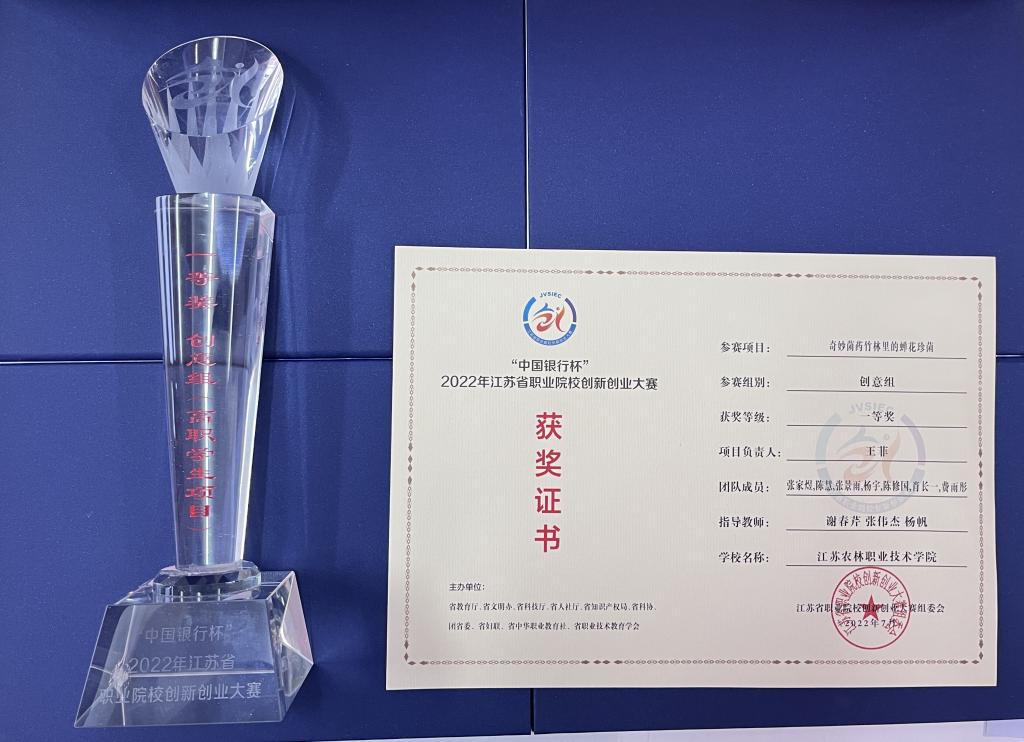 一等奖 创意组(高职学生项目)
“中国银行杯”
2022年江苏省
职业院校创新创业大赛
JVSIEC
“中国银行杯”
2022年江苏省职业院校创新创业大赛
获奖证书
主办单位：
省教育厅、省文明办、省科技厅、省人社厅、省知识产权局、省科协、
团省委、省妇联、省中华职业教育社、省职业技术教育学会
参赛项目： 奇妙菌药竹林里的蝉花珍菌
参赛组别： 创意组
获奖等级： 一等奖
JVSIEC
项目负责人： 王菲
团队成员： 张家煜,陈慧,张景雨,杨宇,陈修国,肖长一,费雨彤
指导教师： 谢春芹 张伟杰 杨帆
学校名称： 江苏农林职业技术学院
江苏省职业院校创新创业大赛组委会
2022年7月